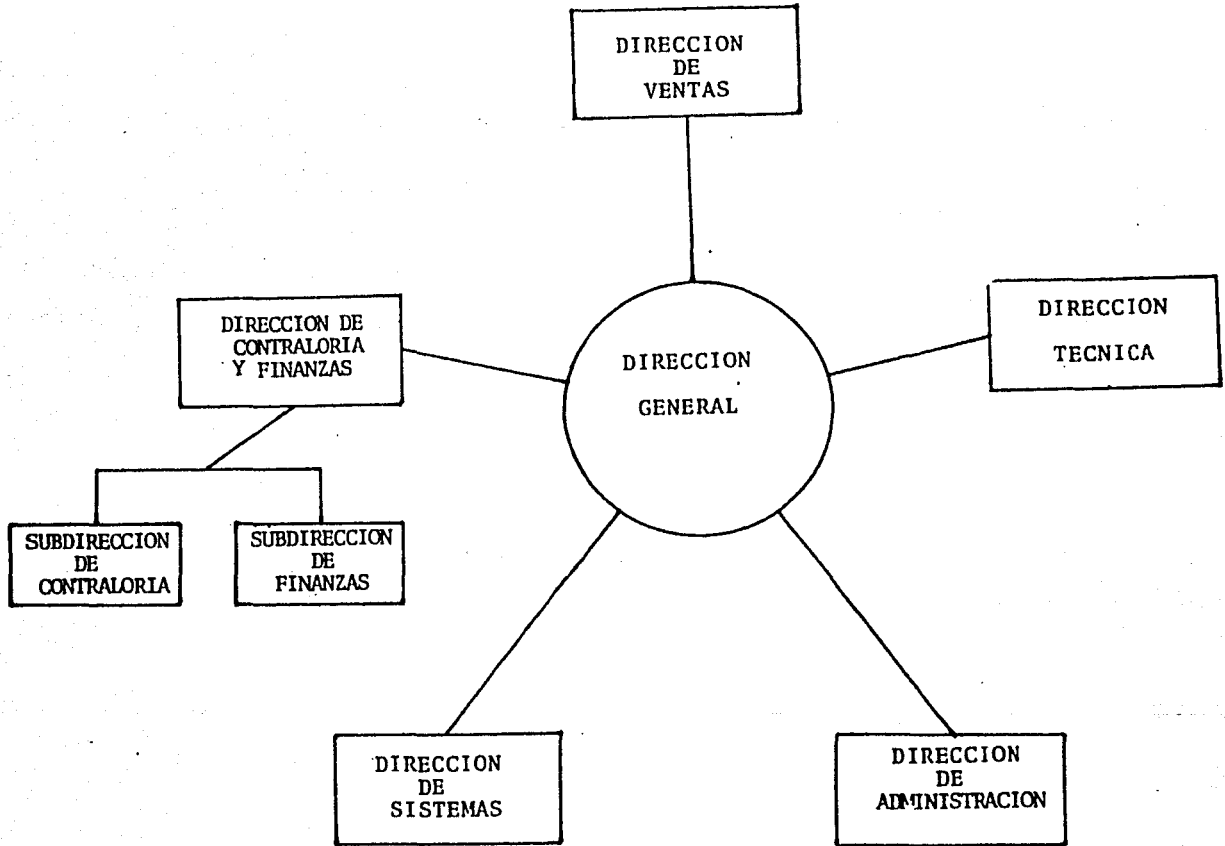 DIRECCION
DE
VENTAS
DIRECCION DE
CONTRALORIA
Y FINANZAS
DIRECCION
GENERAL
DIRECCION
TECNICA
SUBDIRECCION
DE
CONTRALORIA
SUBDIRECCION
DE
FINANZAS
DIRECCION
DE
SISTEMAS
DIRECCION
DE
ADMINISTRACION